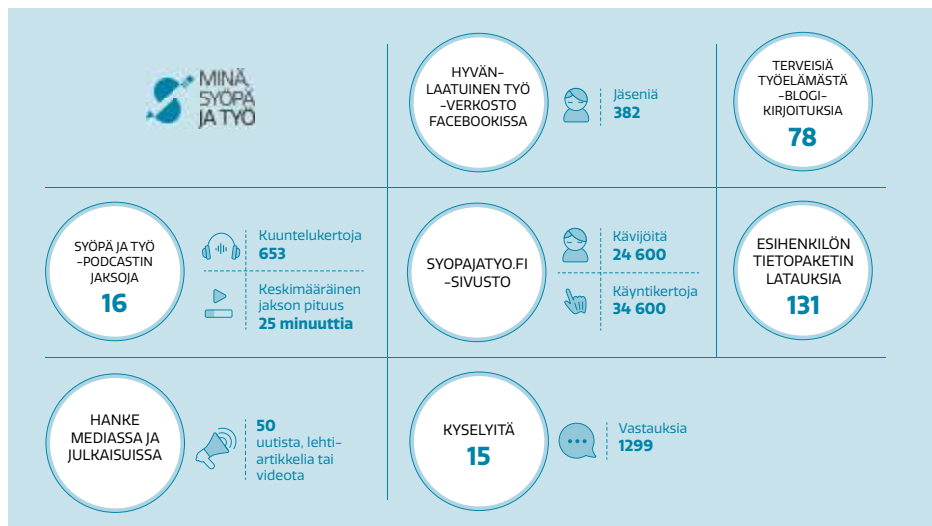 MINÄ,
SYÖPÄ
JA TYÖ
HYVÄN-
LAATUINEN TYÖ
-VERKOSTO
FACEBOOKISSA
Jäseniä
382
TERVEISIÄ
TYÖELÄMÄSTÄ
-BLOGI-
KIRJOITUKSIA
78
SYÖPÄ JA TYÖ
-PODCASTIN
JAKSOJA
16
Kuuntelukertoja
653
Keskimääräinen
jakson pituus
25 minuuttia
SYOPAJATYO.FI
-SIVUSTO
Kävijöitä
24 600
Käyntikertoja
34 600
ESIHENKILÖN
TIETOPAKETIN
LATAUKSIA
131
HANKE
MEDIASSA JA
JULKAISUISSA
50
uutista, lehti-
artikkelia tai
videota
KYSELYITÄ
15
Vastauksia
1299